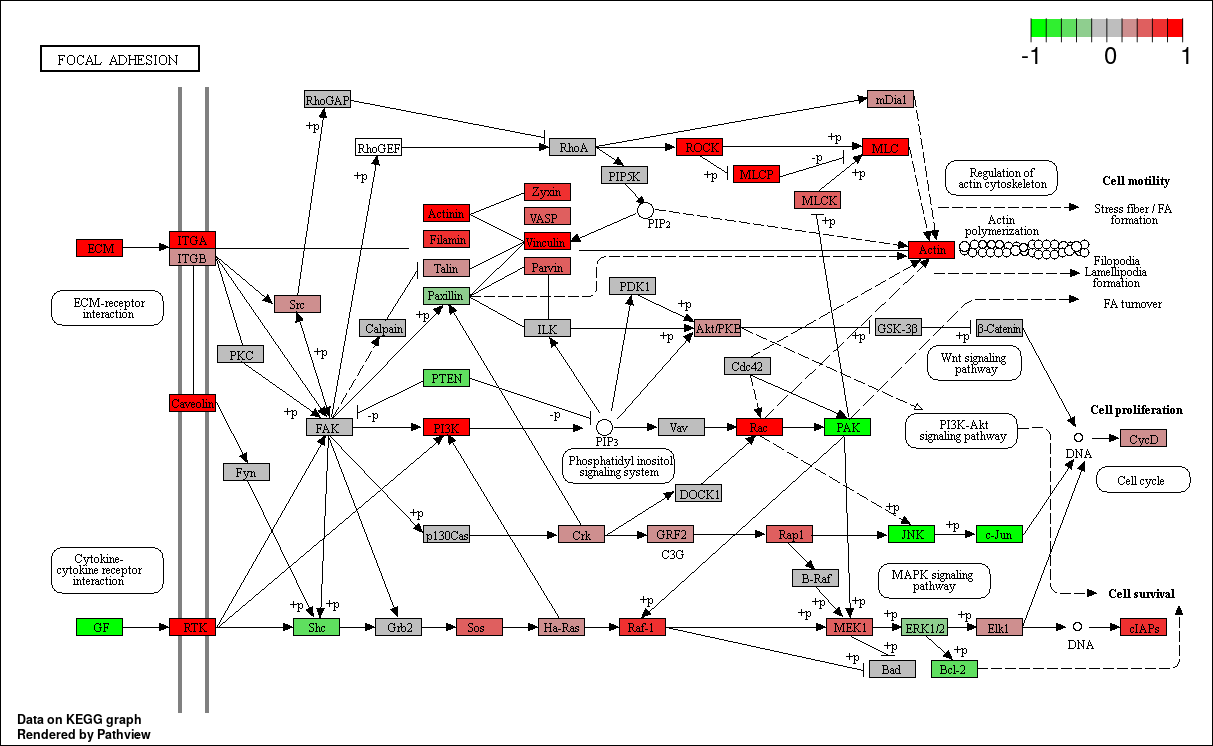 -1 0 1
FOCAL ADHESION
RhoGAP
mDia1
+p
RhoGEF
RhoA
ROCK
+p
MLC
-p
+p
PIP5K
+p
MLCP
+p
Regulation of
actin cytoskeleton
Cell motility
Zyxin
MLCK
Actinin
VASP
PIP2
+p
Stress fiber / FA
formation
Actin
polymerization
ECM
ITGA
ITGB
Filamin
Vinculin
Actin
Talin
Parvin
Filopodia
Lamellipodia
formation
ECM-receptor
interaction
Src
Paxillin
PDK1
+p
FA turnover
Calpain
+p
ILK
Akt/PKB
+p
GSK-3β
+p
β-Catenin
PKC
+p
Cdc42
Wnt signaling
pathway
PTEN
Caveolin
+p
-p
-p
Cell proliferation
FAK
PI3K
PIP3
Vav
Rac
PAK
PI3K-Akt
signaling pathway
CycD
DNA
Fyn
Phosphatidyl inositol
signaling system
DOCK1
Cell cycle
+p
p130Cas
Crk
GRF2
C3G
Rap1
+p
JNK
+p
c-Jun
Cytokine-
cytokine receptor
interaction
B-Raf
MAPK signaling
pathway
Cell survival
+p
+p
+p
+p
+p
+p
+p
+p
GF
RTK
Shc
Grb2
Sos
Ha-Ras
Raf-1
MEK1
ERK1/2
Elk1
DNA
cIAPs
+p
+p
+p
Bad
Bcl-2
Data on KEGG graph
Rendered by Pathview